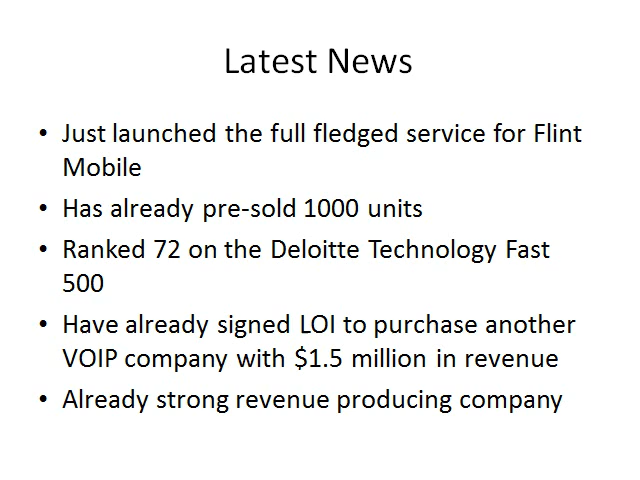 Latest News
• Just launched the full fledged service for Flint
Mobile
• Has already pre-sold 1000 units
• Ranked 72 on the Deloitte Technology Fast
500
• Have already signed LOI to purchase another
VOIP company with $1.5 million in revenue
• Already strong revenue producing company